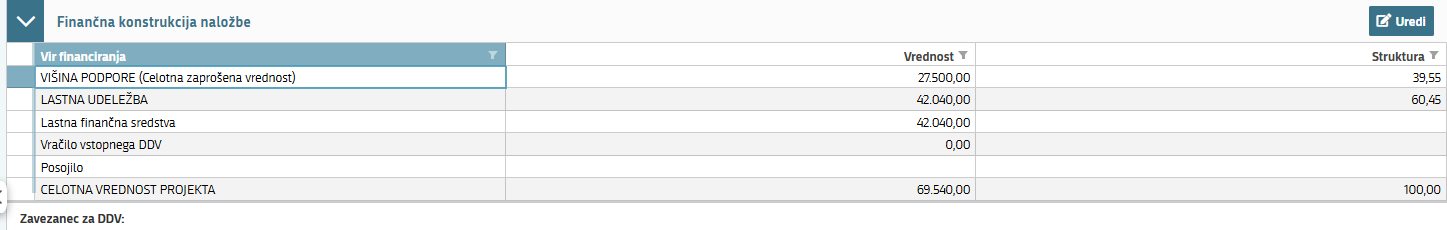 Finančna konstrukcija naložbe Uredi
Vir financiranja Vrednost Struktura
VIŠINA PODPORE (Celotna zaprošena vrednost) 27.500,00 39,55
LASTNA UDELEŽBA 42.040,00 60,45
Lastna finančna sredstva 42.040,00
Vračilo vstopnega DDV 0,00
Posojilo
CELOTNA VREDNOST PROJEKTA 69.540,00 100,00
Zavezanec za DDV: